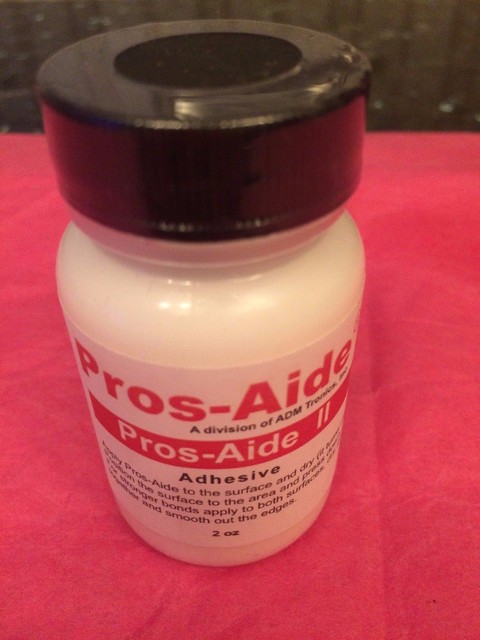 Pros-Aide
A division of ADM Tronics,
Pros-Aide II
Adhesive
Apply Pros-Aide to the surface and dry (it
the surface to the area and press
stronger bonds apply to both surfaces.
and smooth out the edges.
2 oz